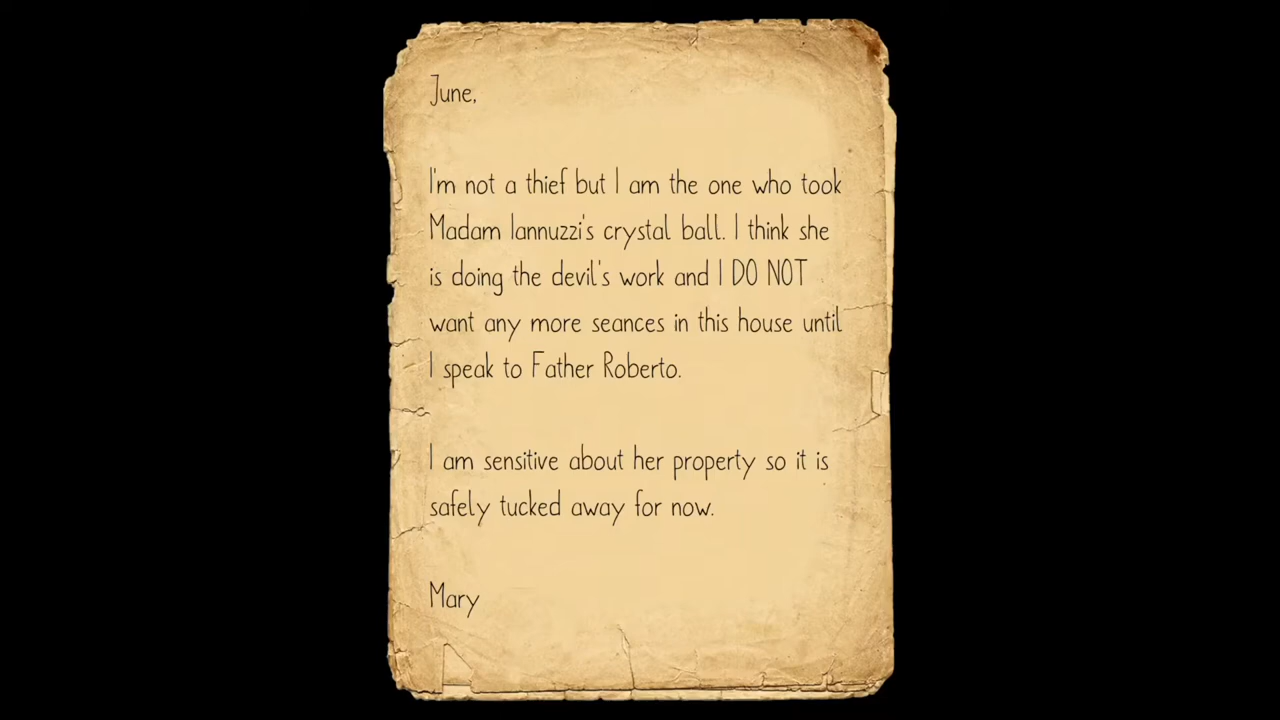 June,
I'm not a thief but I am the one who took
Madam Iannuzzi's crystal ball. I think she
is doing the devil's work and I DO NOT
want any more seances in this house until
I speak to Father Roberto.
I am sensitive about her property so it is
safely tucked away for now.
Mary